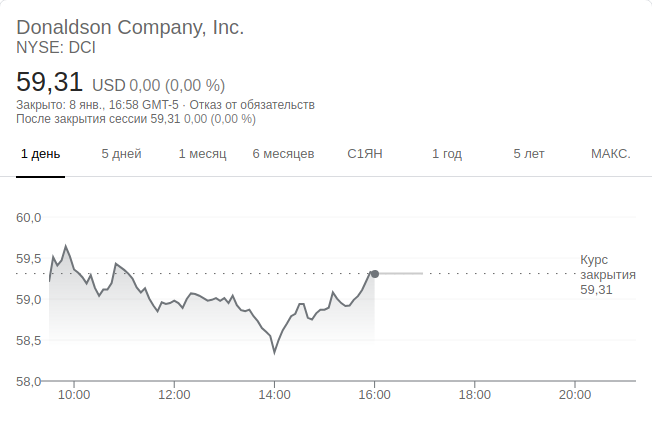 Donaldson Company, Inc.
NYSE: DCI
59,31 USD 0,00 (0,00 %)
Закрыто: 8 янв., 16:58 GMT-5 · Отказ от обязательств
После закрытия сессии 59,31 0,00 (0,00 %)
1 день 5 дней 1 месяц 6 месяцев С1ЯН 1 год 5 лет МАКС.
60,0
59,5
59,0
58,5
58,0
Курс
закрытия
59,31
10:00 12:00 14:00 16:00 18:00 20:00